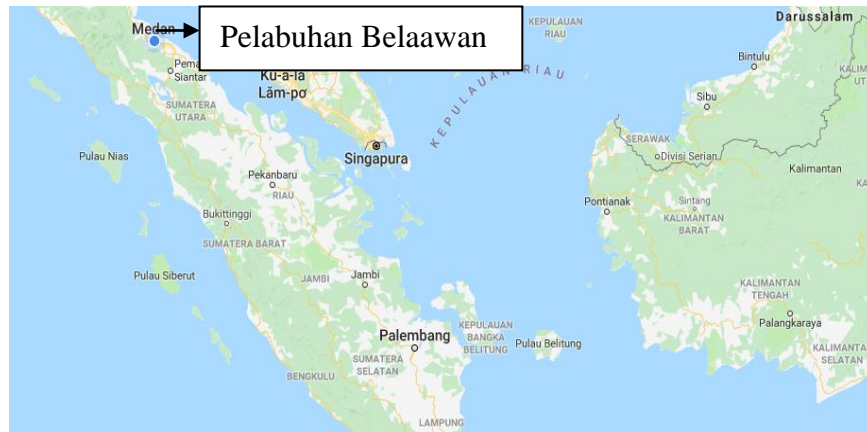 Medan
Pelabuhan Belaawan
KEPULAUAN
RIAU
Darussalam
Bintulu
Siantar
Ku-a-la
Lăm-pơ
KEPULAUAN RIAU
Sibu
SUMATERA
UTARA
SERAWAK
Singapura
Divisi Serian
Pulau Nias
Kalimantan
Pekanbaru
RIAU
Pontianak
Sintang
KALIMANTAN
BARAT
Bukittinggi
SUMATERA BARAT
Pulau Siberut
JAMBI
Jambi
KALIMANTAN
TENGAH
Palangkaraya
Palembang
KEPULAUAN
BANGKA
BELITUNG
Pulau Belitung
SUMATERA
SELATAN
KALIMANTA
SELATAN
BENGKULU
LAMPUNG